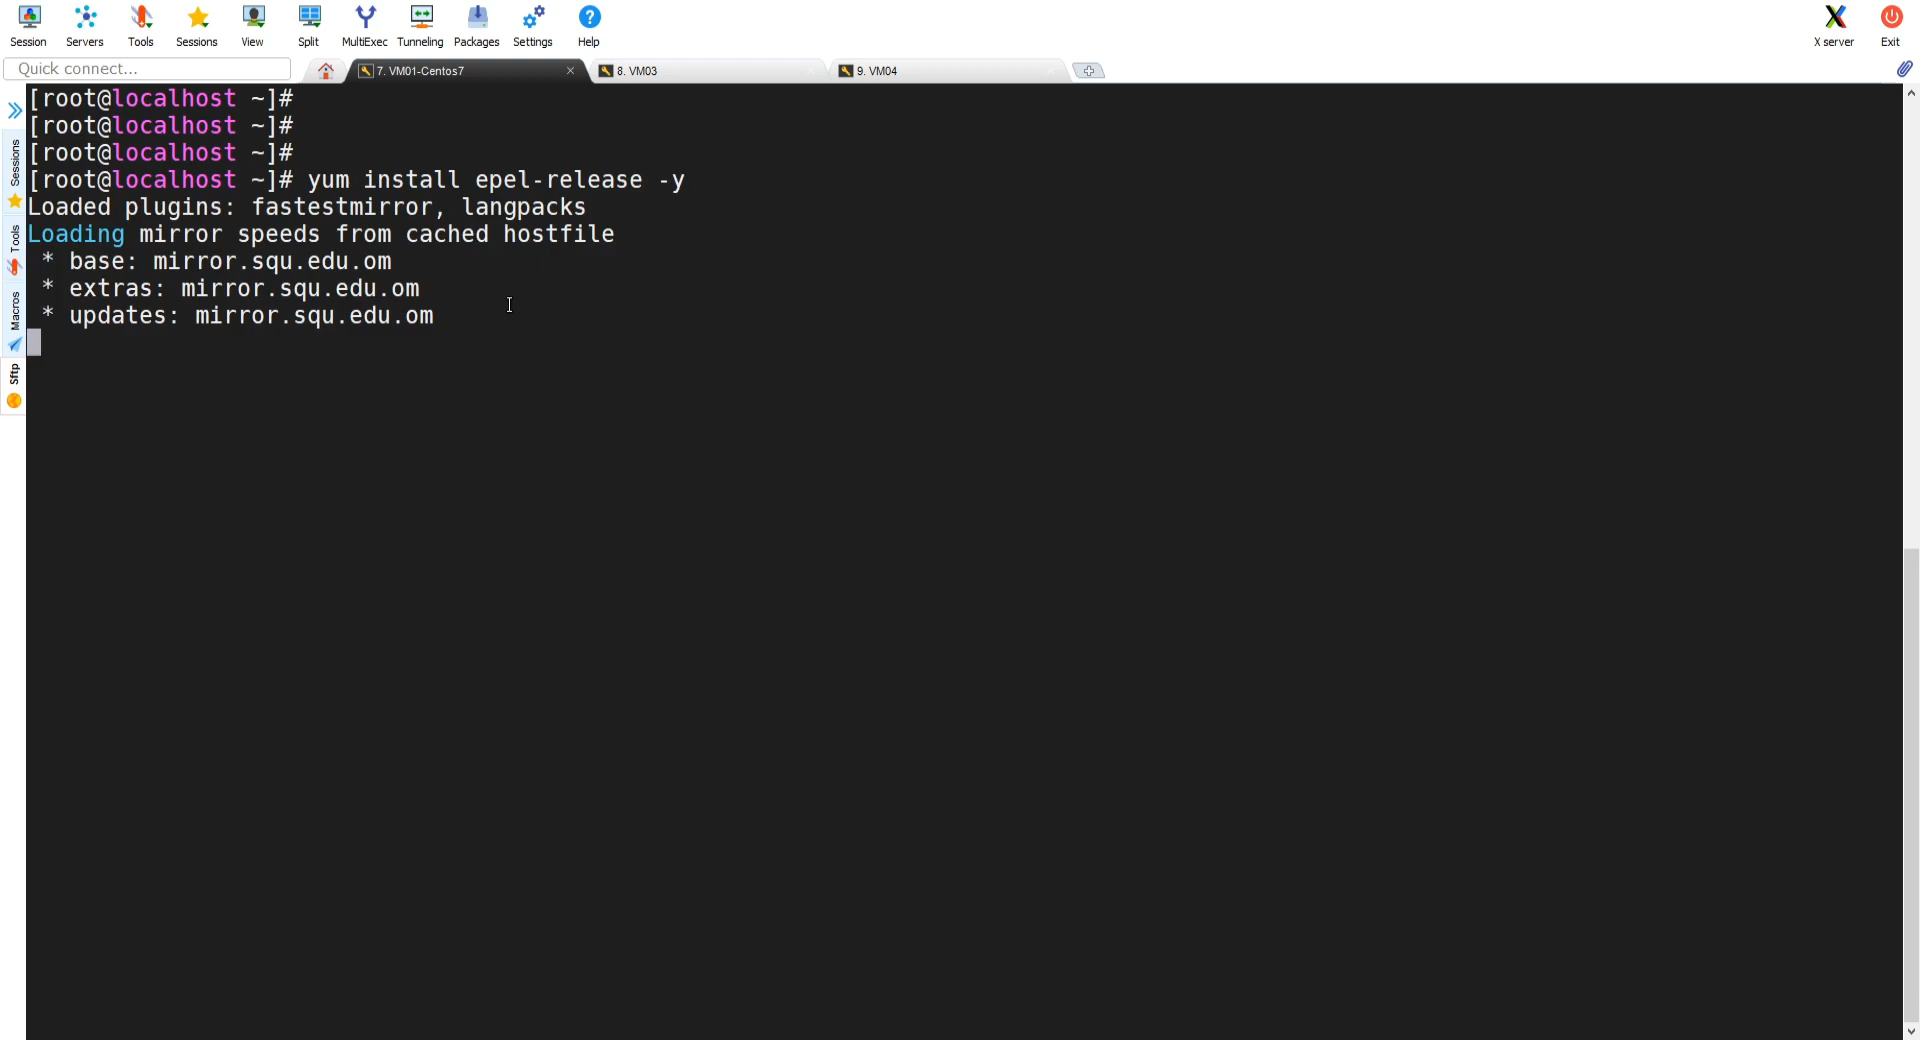 Session Servers Tools Sessions View Split MultiExec Tunneling Packages Settings Help X server Exit
Quick connect... 7. VM01-Centos7 8. VM03 9. VM04
[root@localhost ~]#
[root@localhost ~]#
[root@localhost ~]#
[root@localhost ~]# yum install epel-release -y
Loaded plugins: fastestmirror, langpacks
Loading mirror speeds from cached hostfile
* base: mirror.squ.edu.om
* extras: mirror.squ.edu.om
* updates: mirror.squ.edu.om
Sessions
Tools
Macros
Sftp